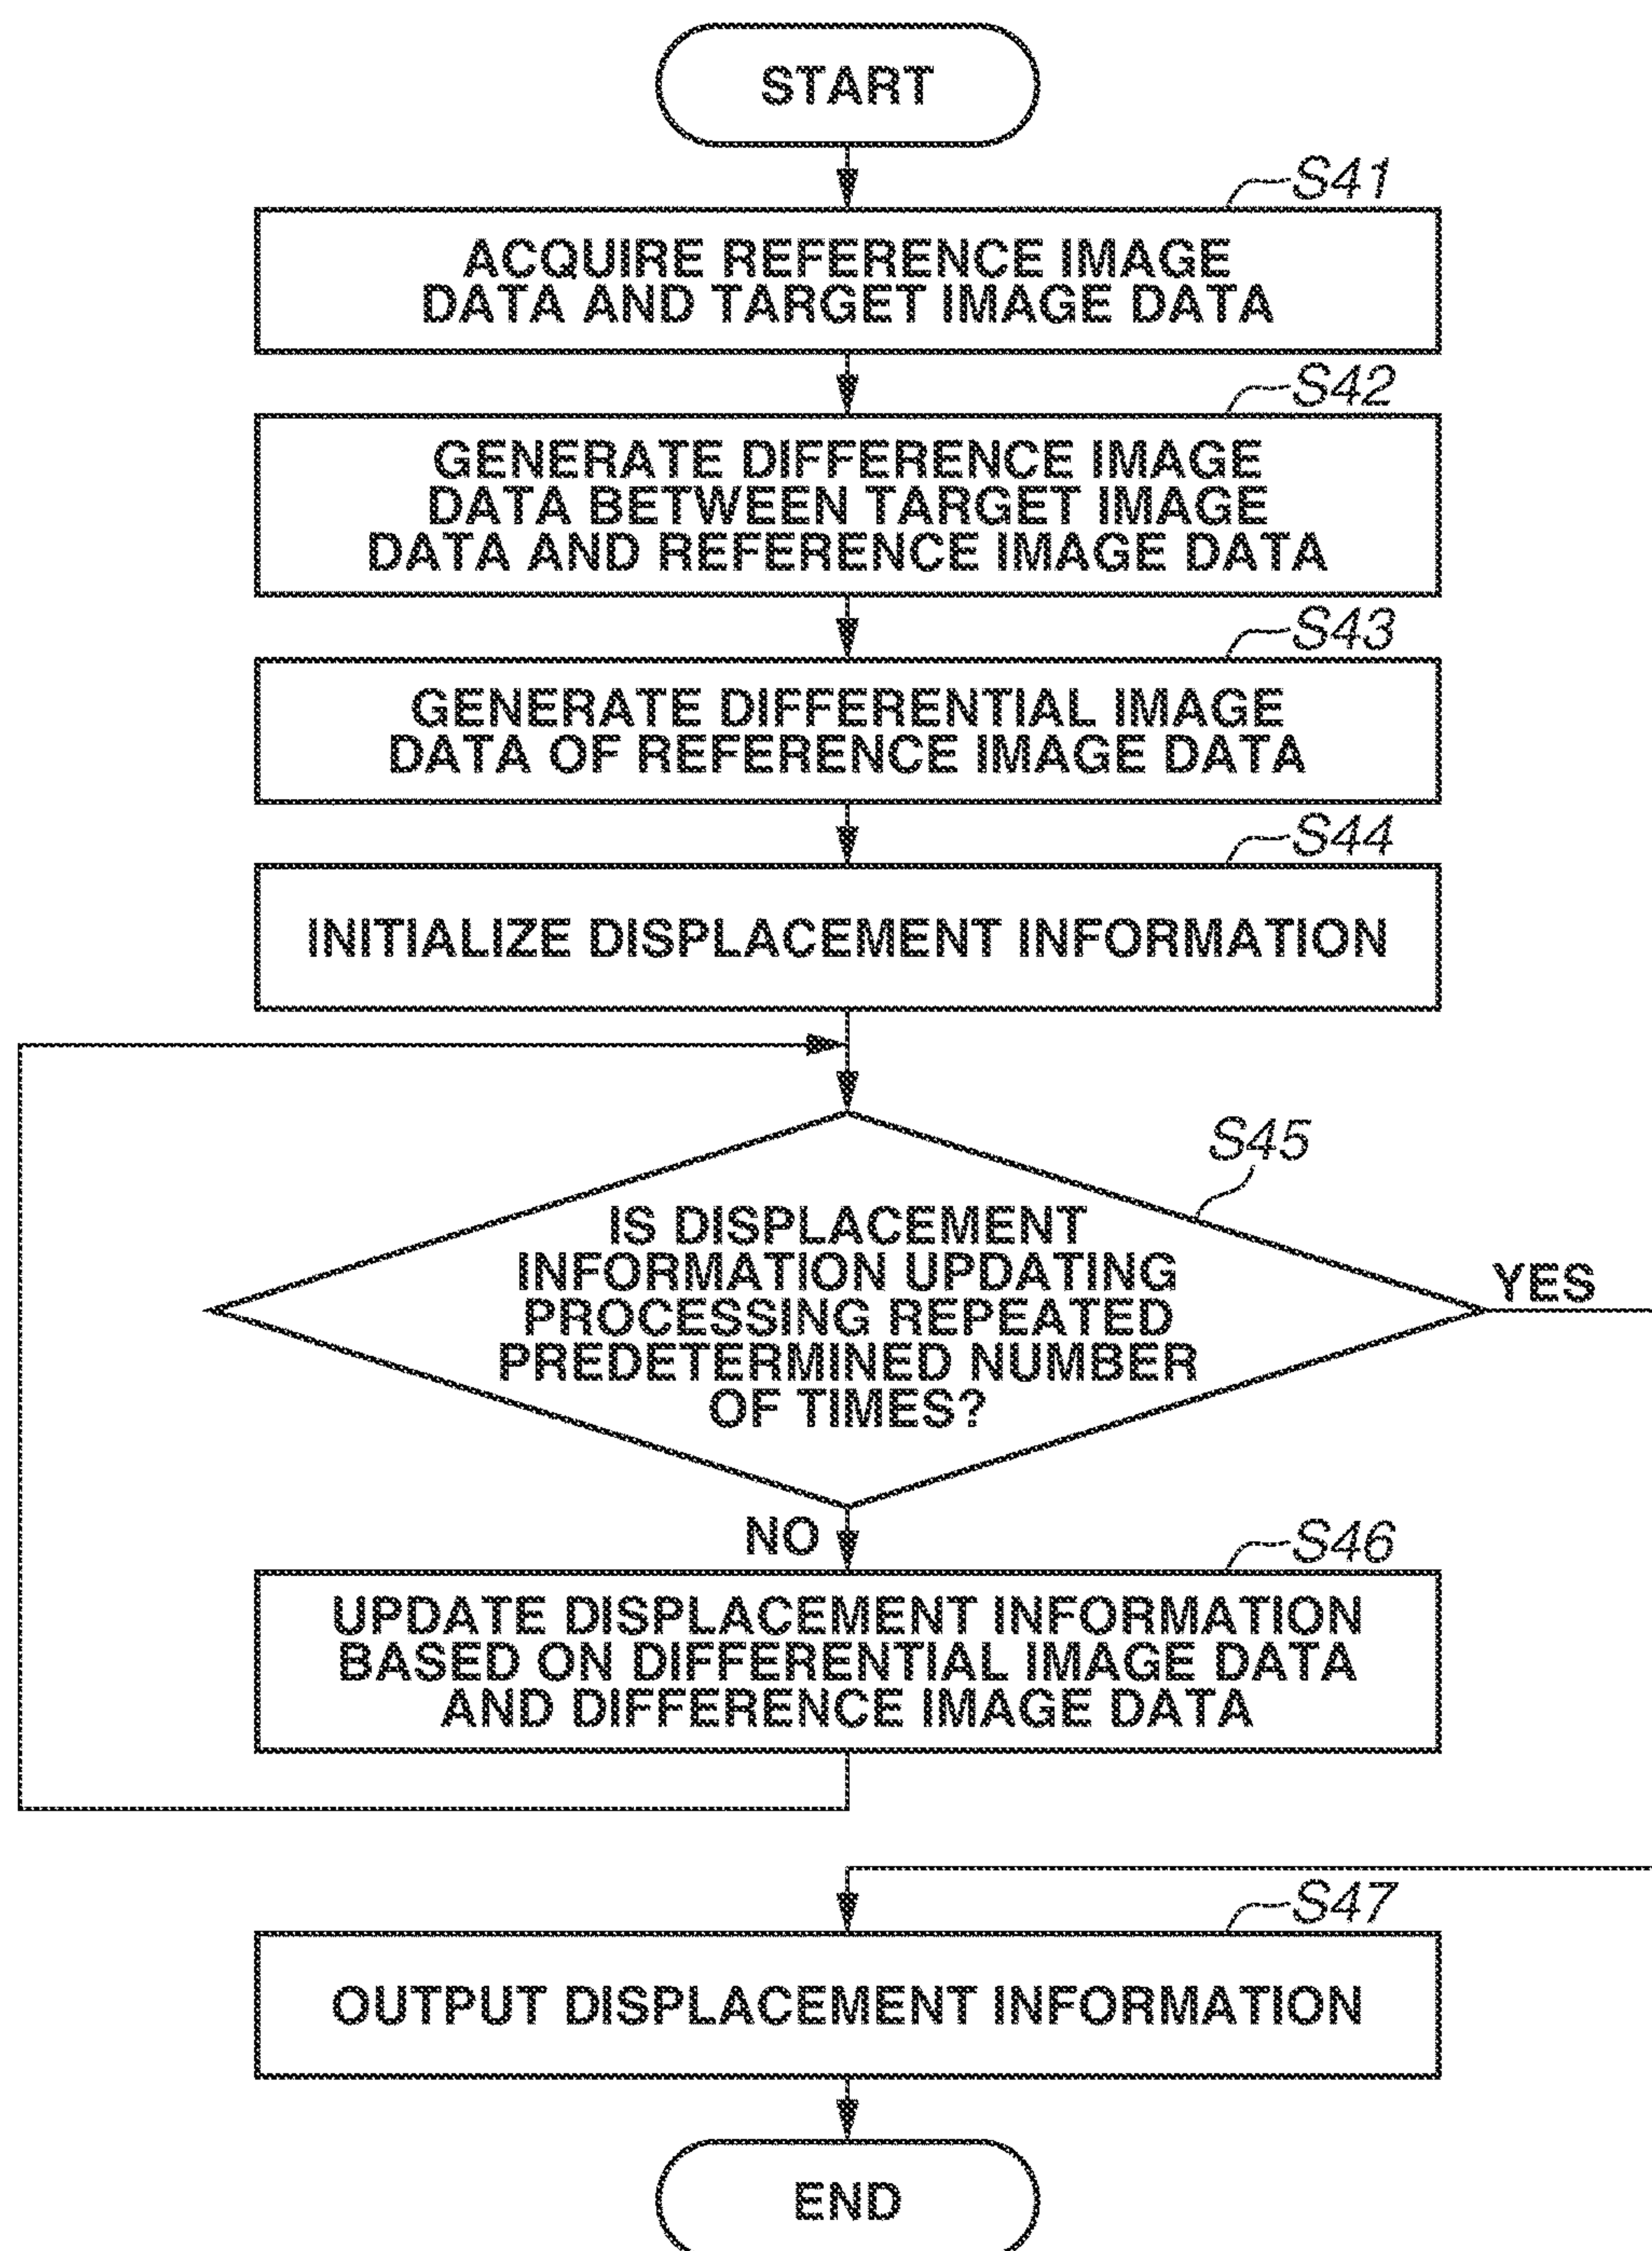 START
S41
ACQUIRE REFERENCE IMAGE
DATA AND TARGET IMAGE DATA
S42
GENERATE DIFFERENCE IMAGE
DATA BETWEEN TARGET IMAGE
DATA AND REFERENCE IMAGE DATA
S43
GENERATE DIFFERENTIAL IMAGE
DATA OF REFERENCE IMAGE DATA
S44
INITIALIZE DISPLACEMENT INFORMATION
S45
IS DISPLACEMENT
INFORMATION UPDATING
PROCESSING REPEATED
PREDETERMINED NUMBER
OF TIMES?
YES
NO
S46
UPDATE DISPLACEMENT INFORMATION
BASED ON DIFFERENTIAL IMAGE DATA
AND DIFFERENCE IMAGE DATA
S47
OUTPUT DISPLACEMENT INFORMATION
END